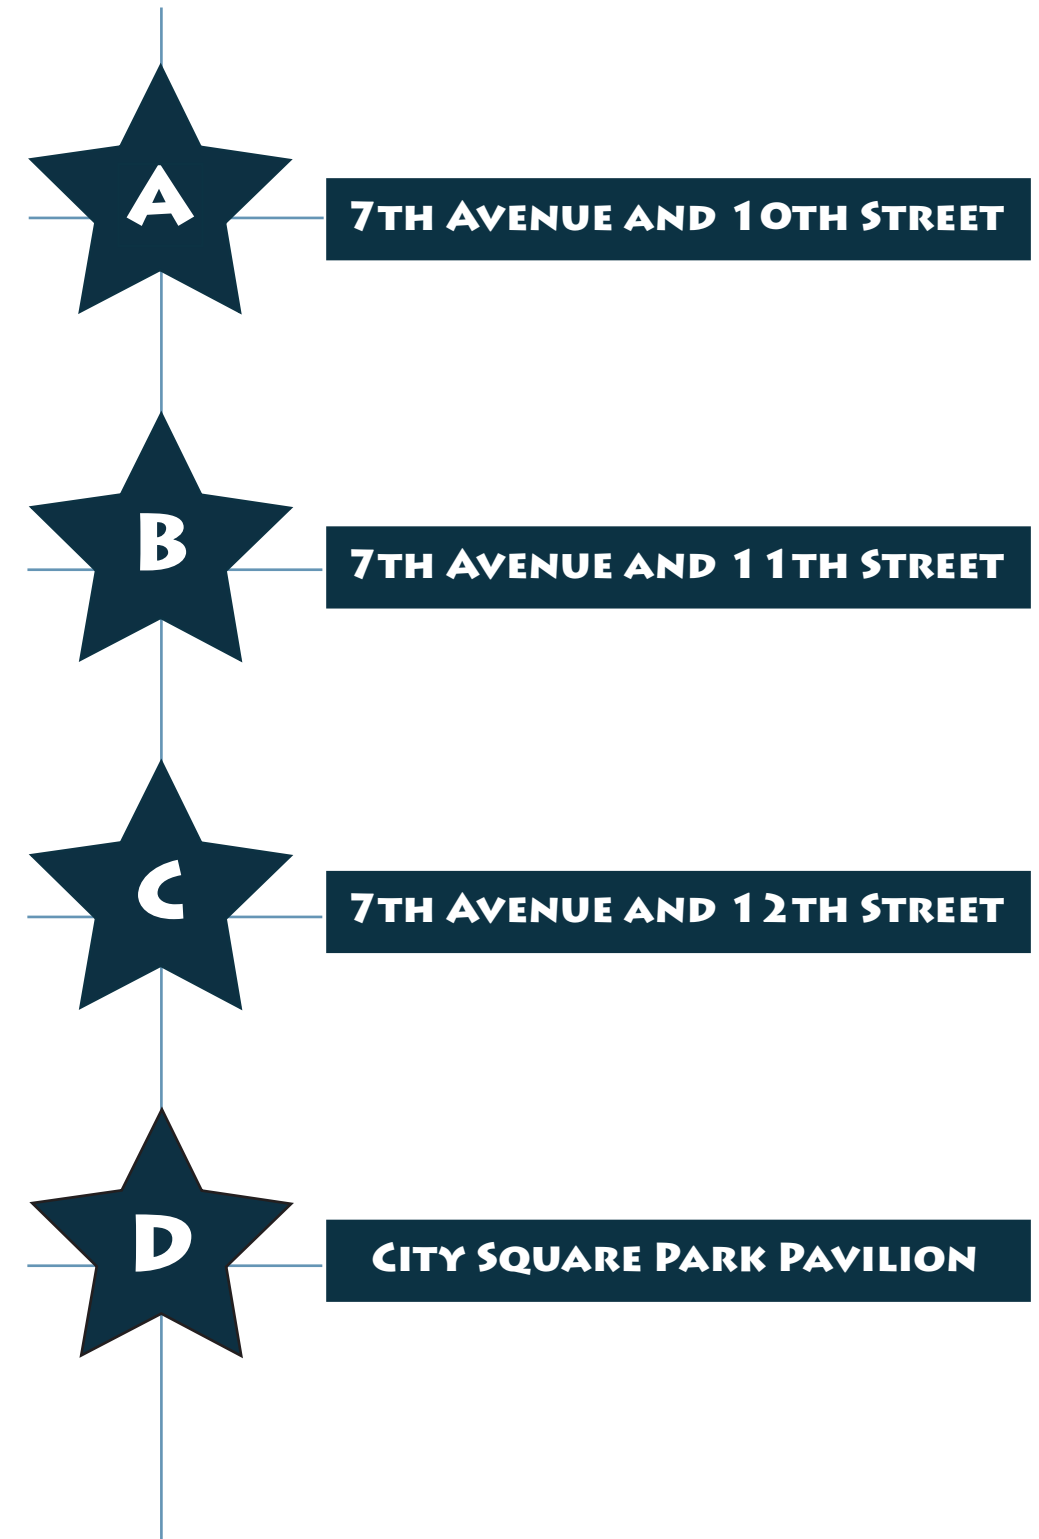 A
7th Avenue and 10th Street
B
7th Avenue and 11th Street
C
7th Avenue and 12th Street
D
City Square Park Pavilion